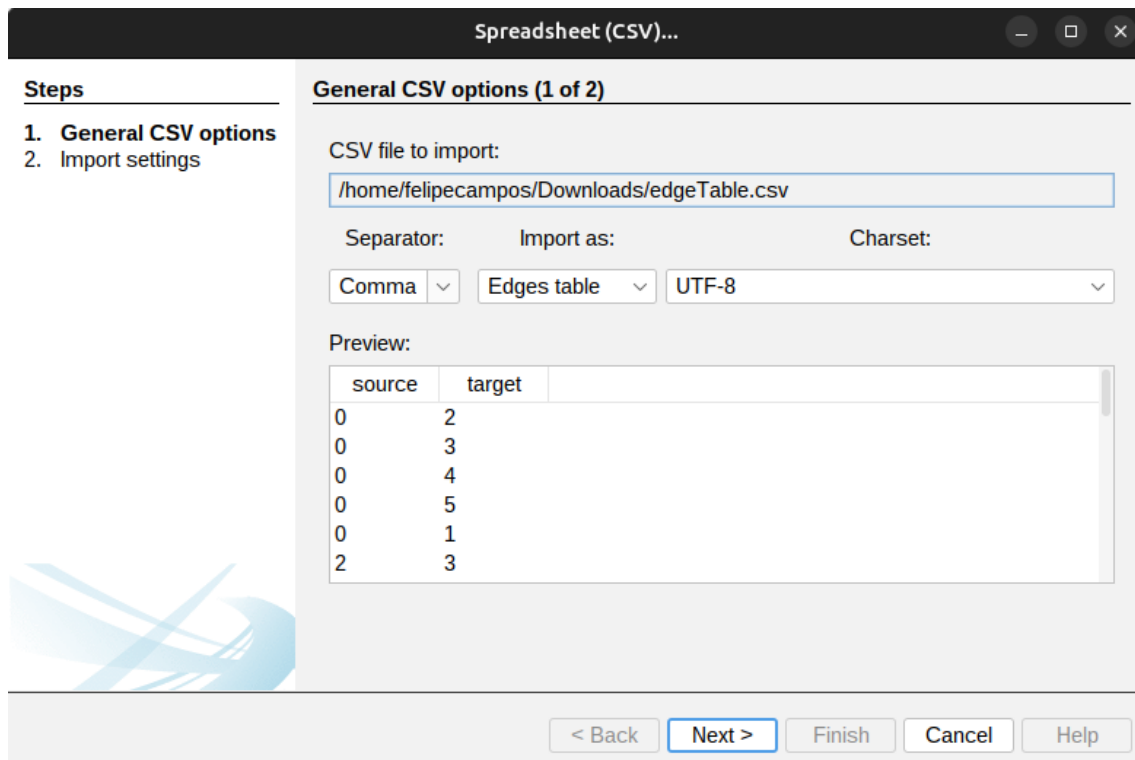 Spreadsheet (CSV)...
Steps
1. General CSV options
2. Import settings
General CSV options (1 of 2)
CSV file to import:
/home/felipecampos/Downloads/edgeTable.csv
Separator: Import as: Charset:
Comma Edges table UTF-8
Preview:
source target
0 2
0 3
0 4
0 5
0 1
2 3
< Back Next > Finish Cancel Help